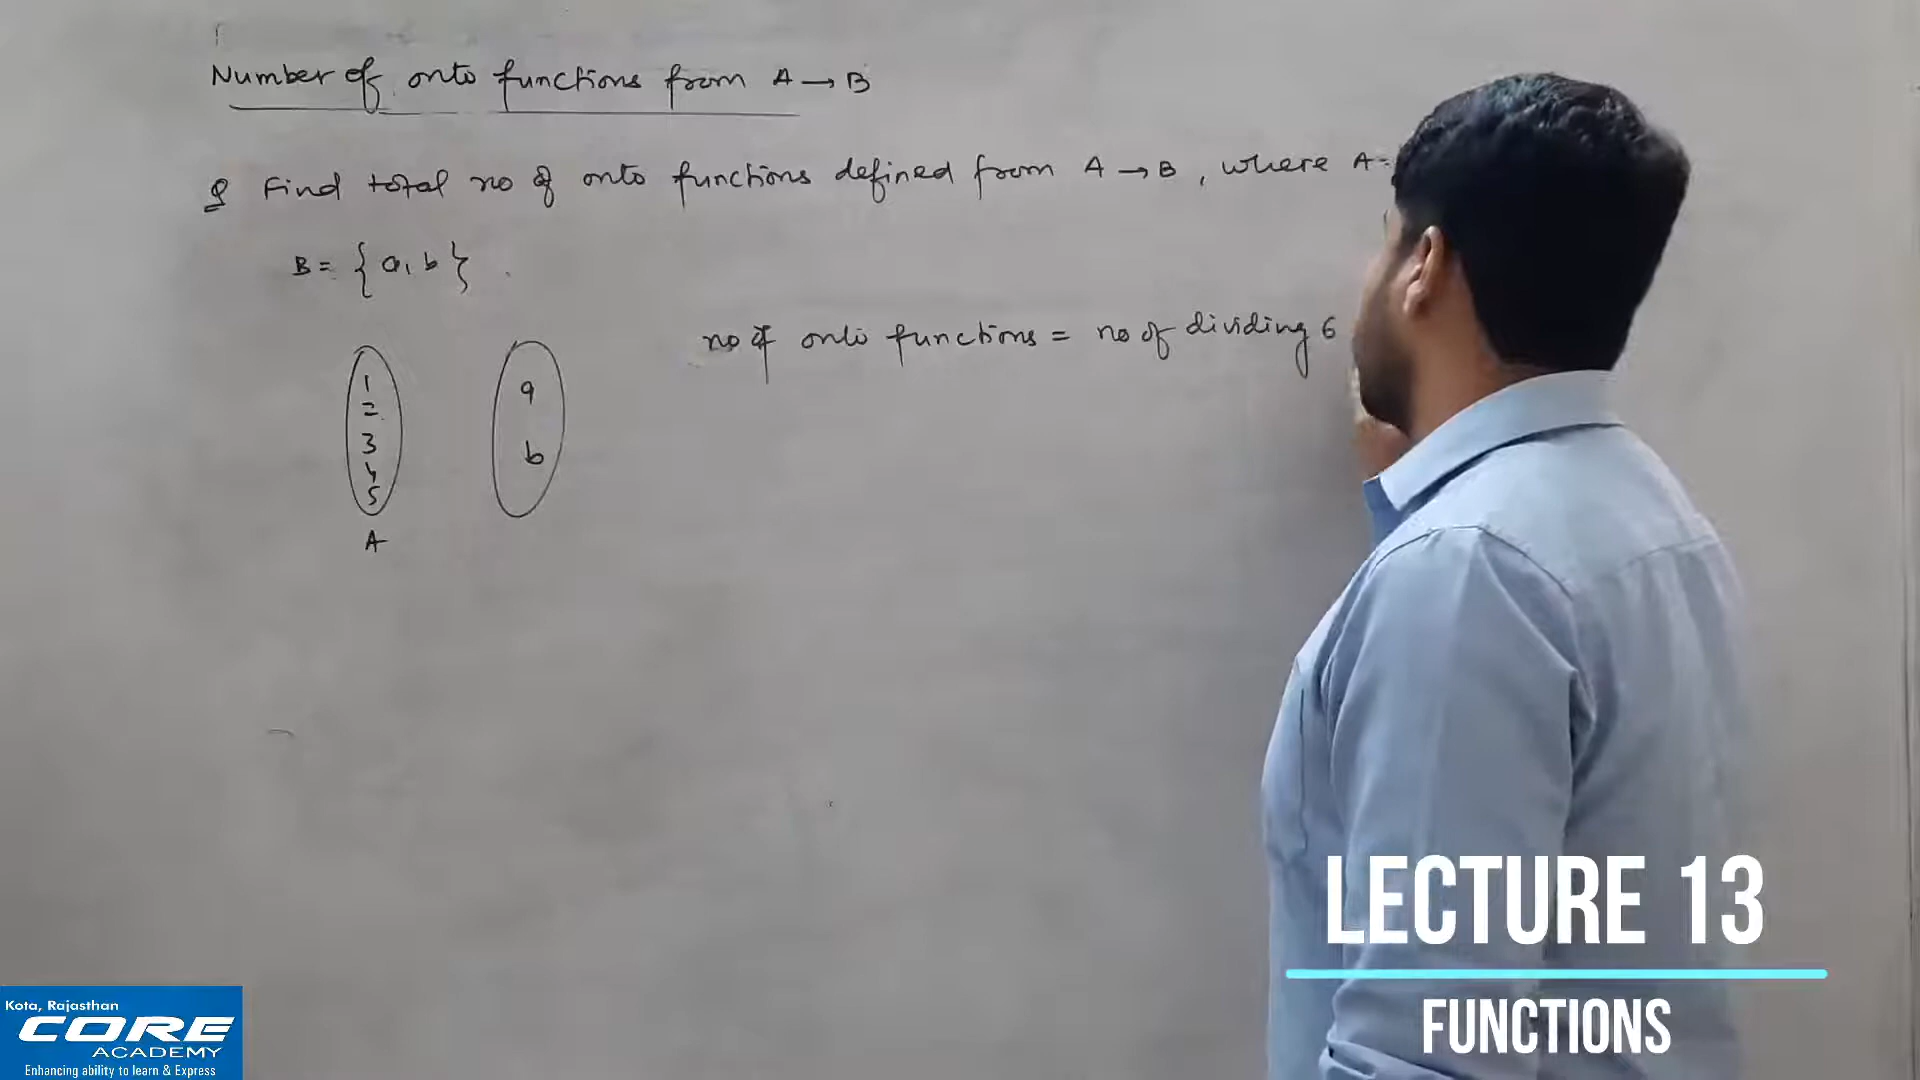 Number of onto functions from A → B
Q Find total no of onto functions defined from A → B, where A =
B = { a, b }
no of onto functions = no of dividing 6
1
2
3
4
5
A
a
b
LECTURE 13
FUNCTIONS
Kota, Rajasthan
CORE
ACADEMY
Enhancing ability to learn & Express